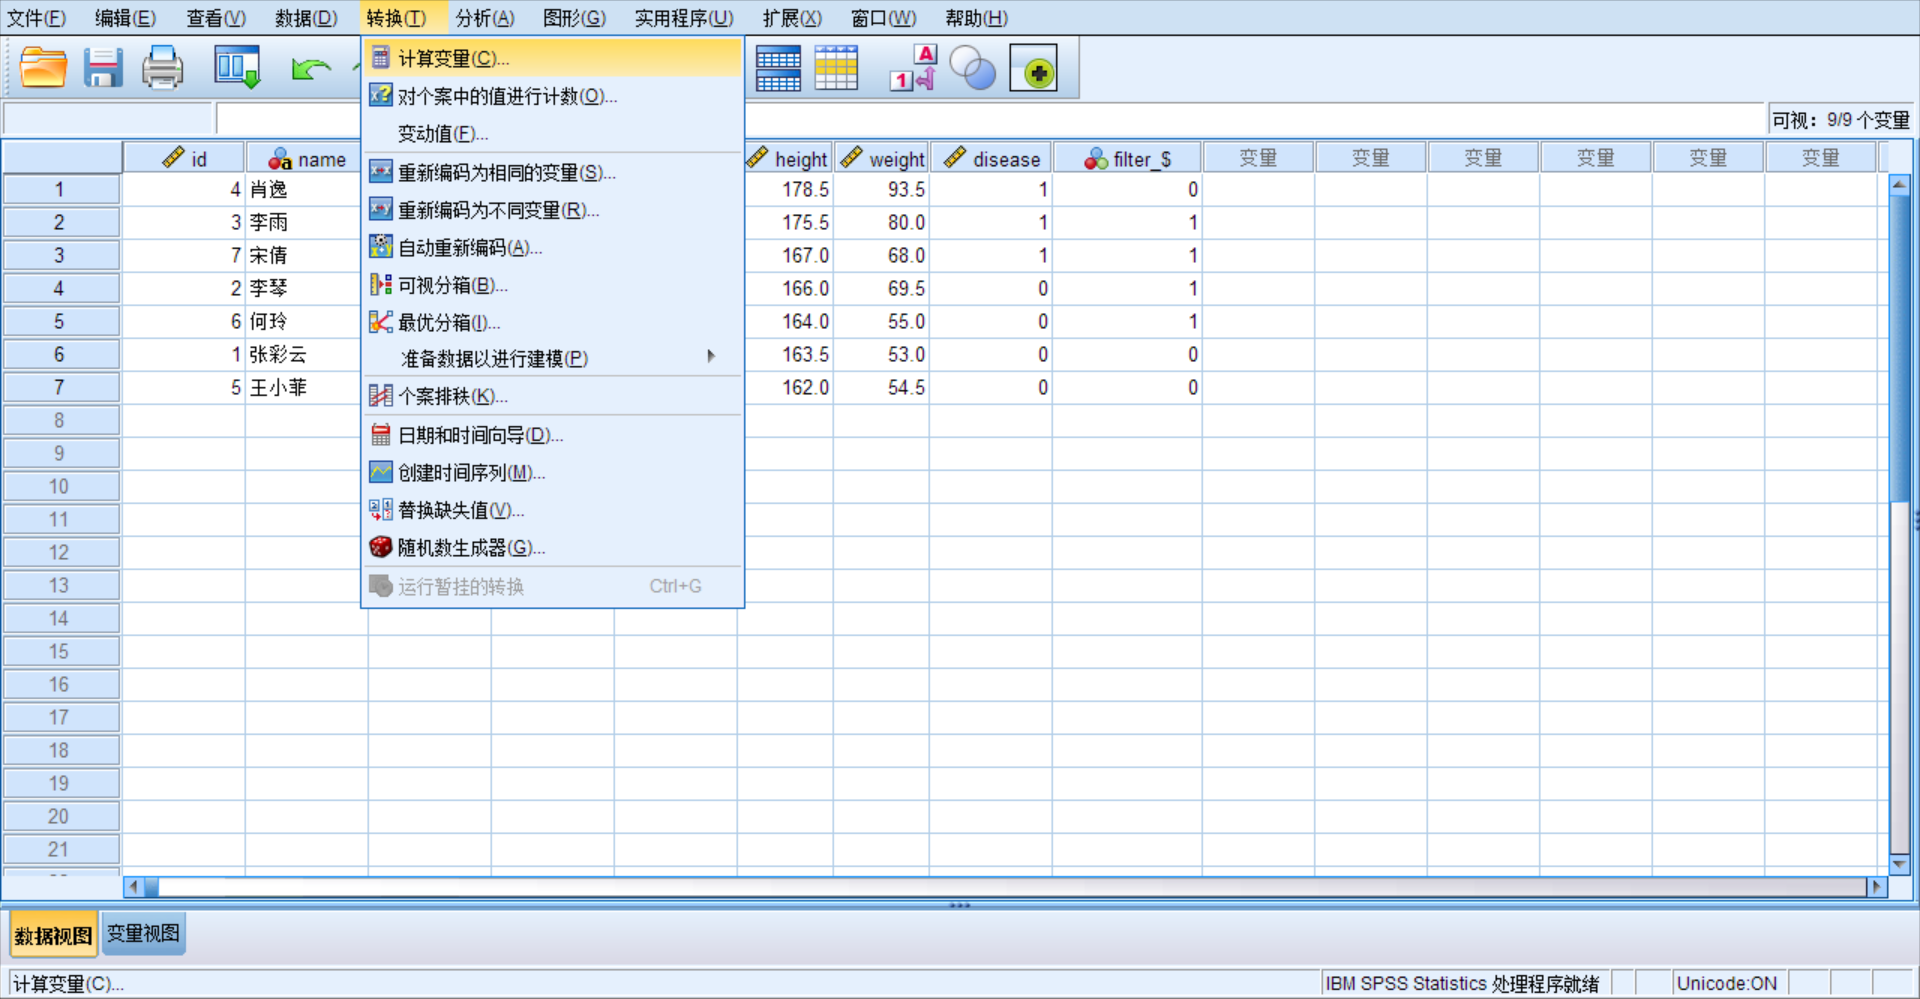 文件(F) 编辑(E) 查看(V) 数据(D) 转换(T) 分析(A) 图形(G) 实用程序(U) 扩展(X) 窗口(W) 帮助(H)
计算变量(C)...
对个案中的值进行计数(O)...
变动值(F)...
重新编码为相同的变量(S)...
重新编码为不同变量(R)...
自动重新编码(A)...
可视分箱(B)...
最优分箱(I)...
准备数据以进行建模(P)
个案排秩(K)...
日期和时间向导(D)...
创建时间序列(M)...
替换缺失值(V)...
随机数生成器(G)...
运行暂挂的转换 Ctrl+G
A
1
可视: 9/9 个变量
id name height weight disease filter_$ 变量 变量 变量 变量 变量 变量
1 4 肖逸 178.5 93.5 1 0
2 3 李雨 175.5 80.0 1 1
3 7 宋倩 167.0 68.0 1 1
4 2 李琴 166.0 69.5 0 1
5 6 何玲 164.0 55.0 0 1
6 1 张彩云 163.5 53.0 0 0
7 5 王小菲 162.0 54.5 0 0
8
9
10
11
12
13
14
15
16
17
18
19
20
21
数据视图 变量视图
计算变量(C)... IBM SPSS Statistics 处理程序就绪 Unicode:ON